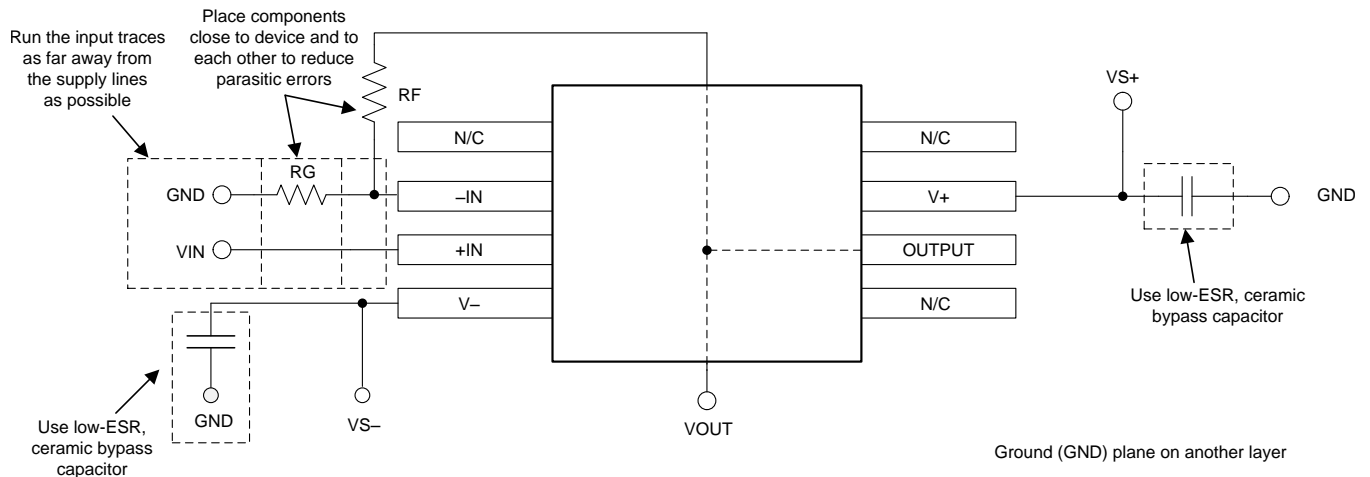 Place components
close to device and to
each other to reduce
parasitic errors
Run the input traces
as far away from
the supply lines
as possible
RF
VS+
N/C
N/C
RG
GND
–IN
V+
GND
VIN
+IN
OUTPUT
V–
N/C
Use low-ESR, ceramic
bypass capacitor
GND
VS–
VOUT
Use low-ESR,
ceramic bypass
capacitor
Ground (GND) plane on another layer